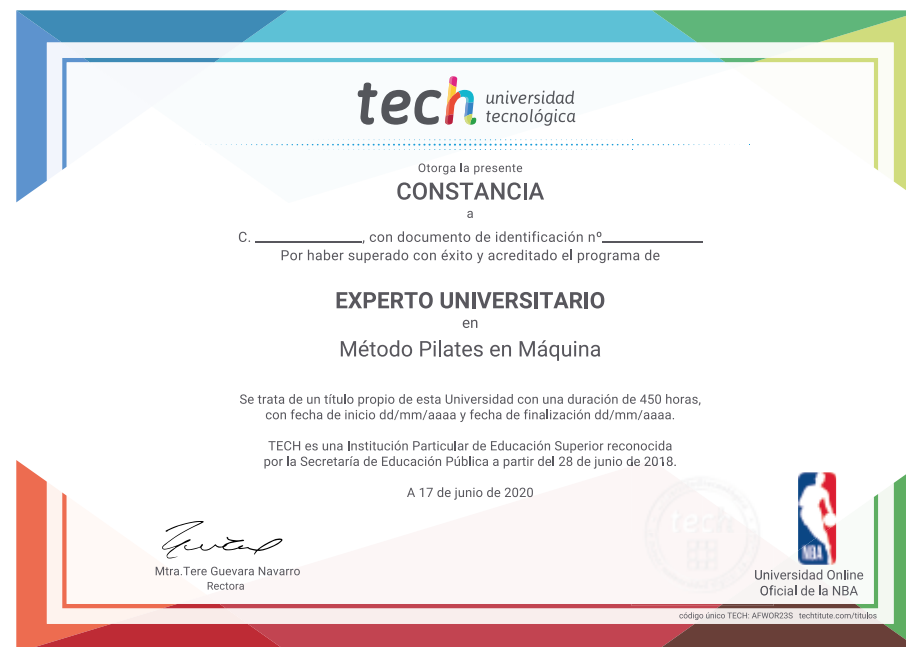 tech universidad
tecnológica
Otorga la presente
CONSTANCIA
a
C. ____________, con documento de identificación nº____________
Por haber superado con éxito y acreditado el programa de
EXPERTO UNIVERSITARIO
en
Método Pilates en Máquina
Se trata de un título propio de esta Universidad con una duración de 450 horas,
con fecha de inicio dd/mm/aaaa y fecha de finalización dd/mm/aaaa.
TECH es una Institución Particular de Educación Superior reconocida
por la Secretaría de Educación Pública a partir del 28 de junio de 2018.
A 17 de junio de 2020
tech
NBA
Mtra.Tere Guevara Navarro
Rectora
Universidad Online
Oficial de la NBA
código único TECH: AFWOR23S techtitute.com/titulos